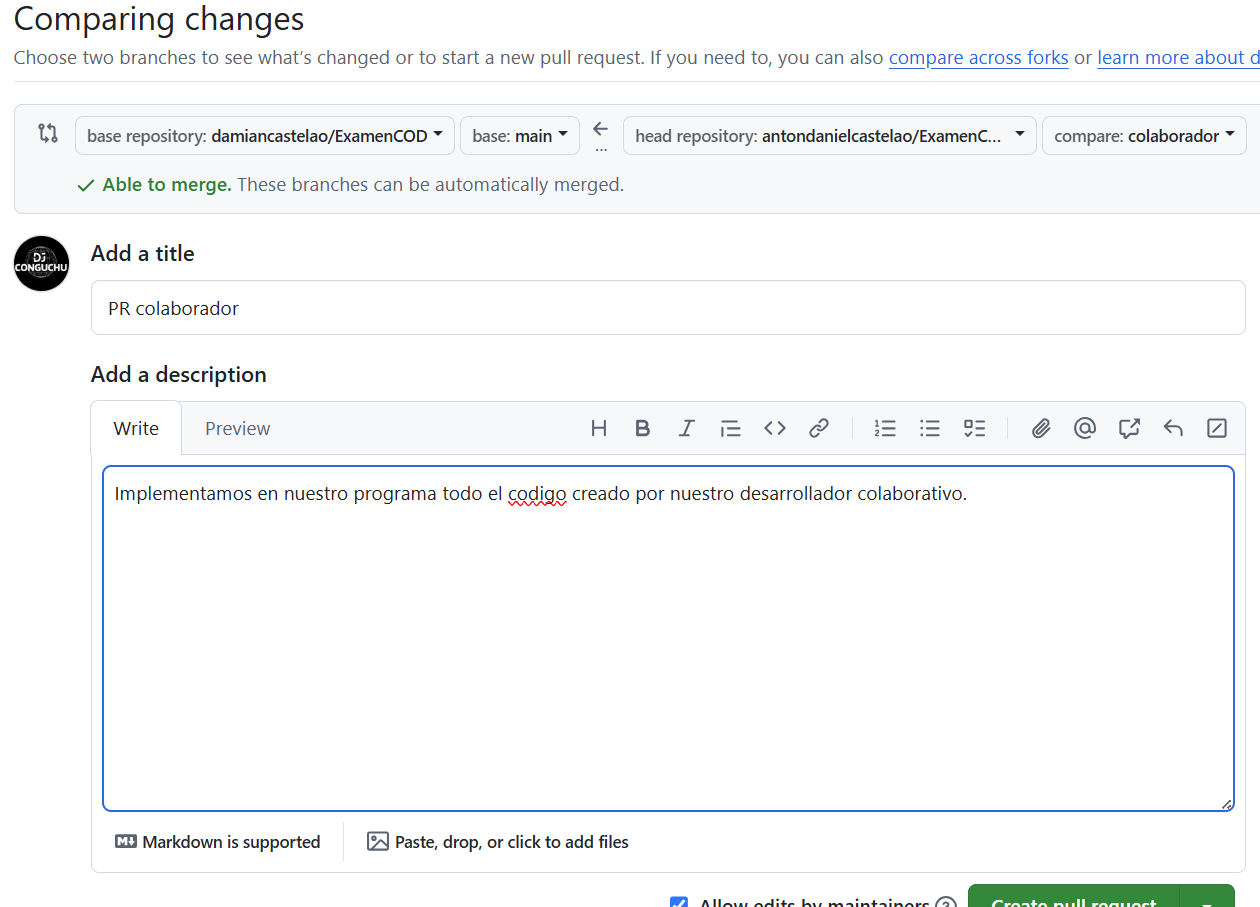 Comparing changes
Choose two branches to see what's changed or to start a new pull request. If you need to, you can also compare across forks or learn more about d
base repository: damiancastelao/ExamenCOD base: main ... head repository: antondanielcastelao/ExamenC... compare: colaborador
Able to merge. These branches can be automatically merged.
DJ
CONGUCHU
Add a title
PR colaborador
Add a description
Write Preview
Implementamos en nuestro programa todo el codigo creado por nuestro desarrollador colaborativo.
Markdown is supported Paste, drop, or click to add files
Allow edits by maintainers Create pull request